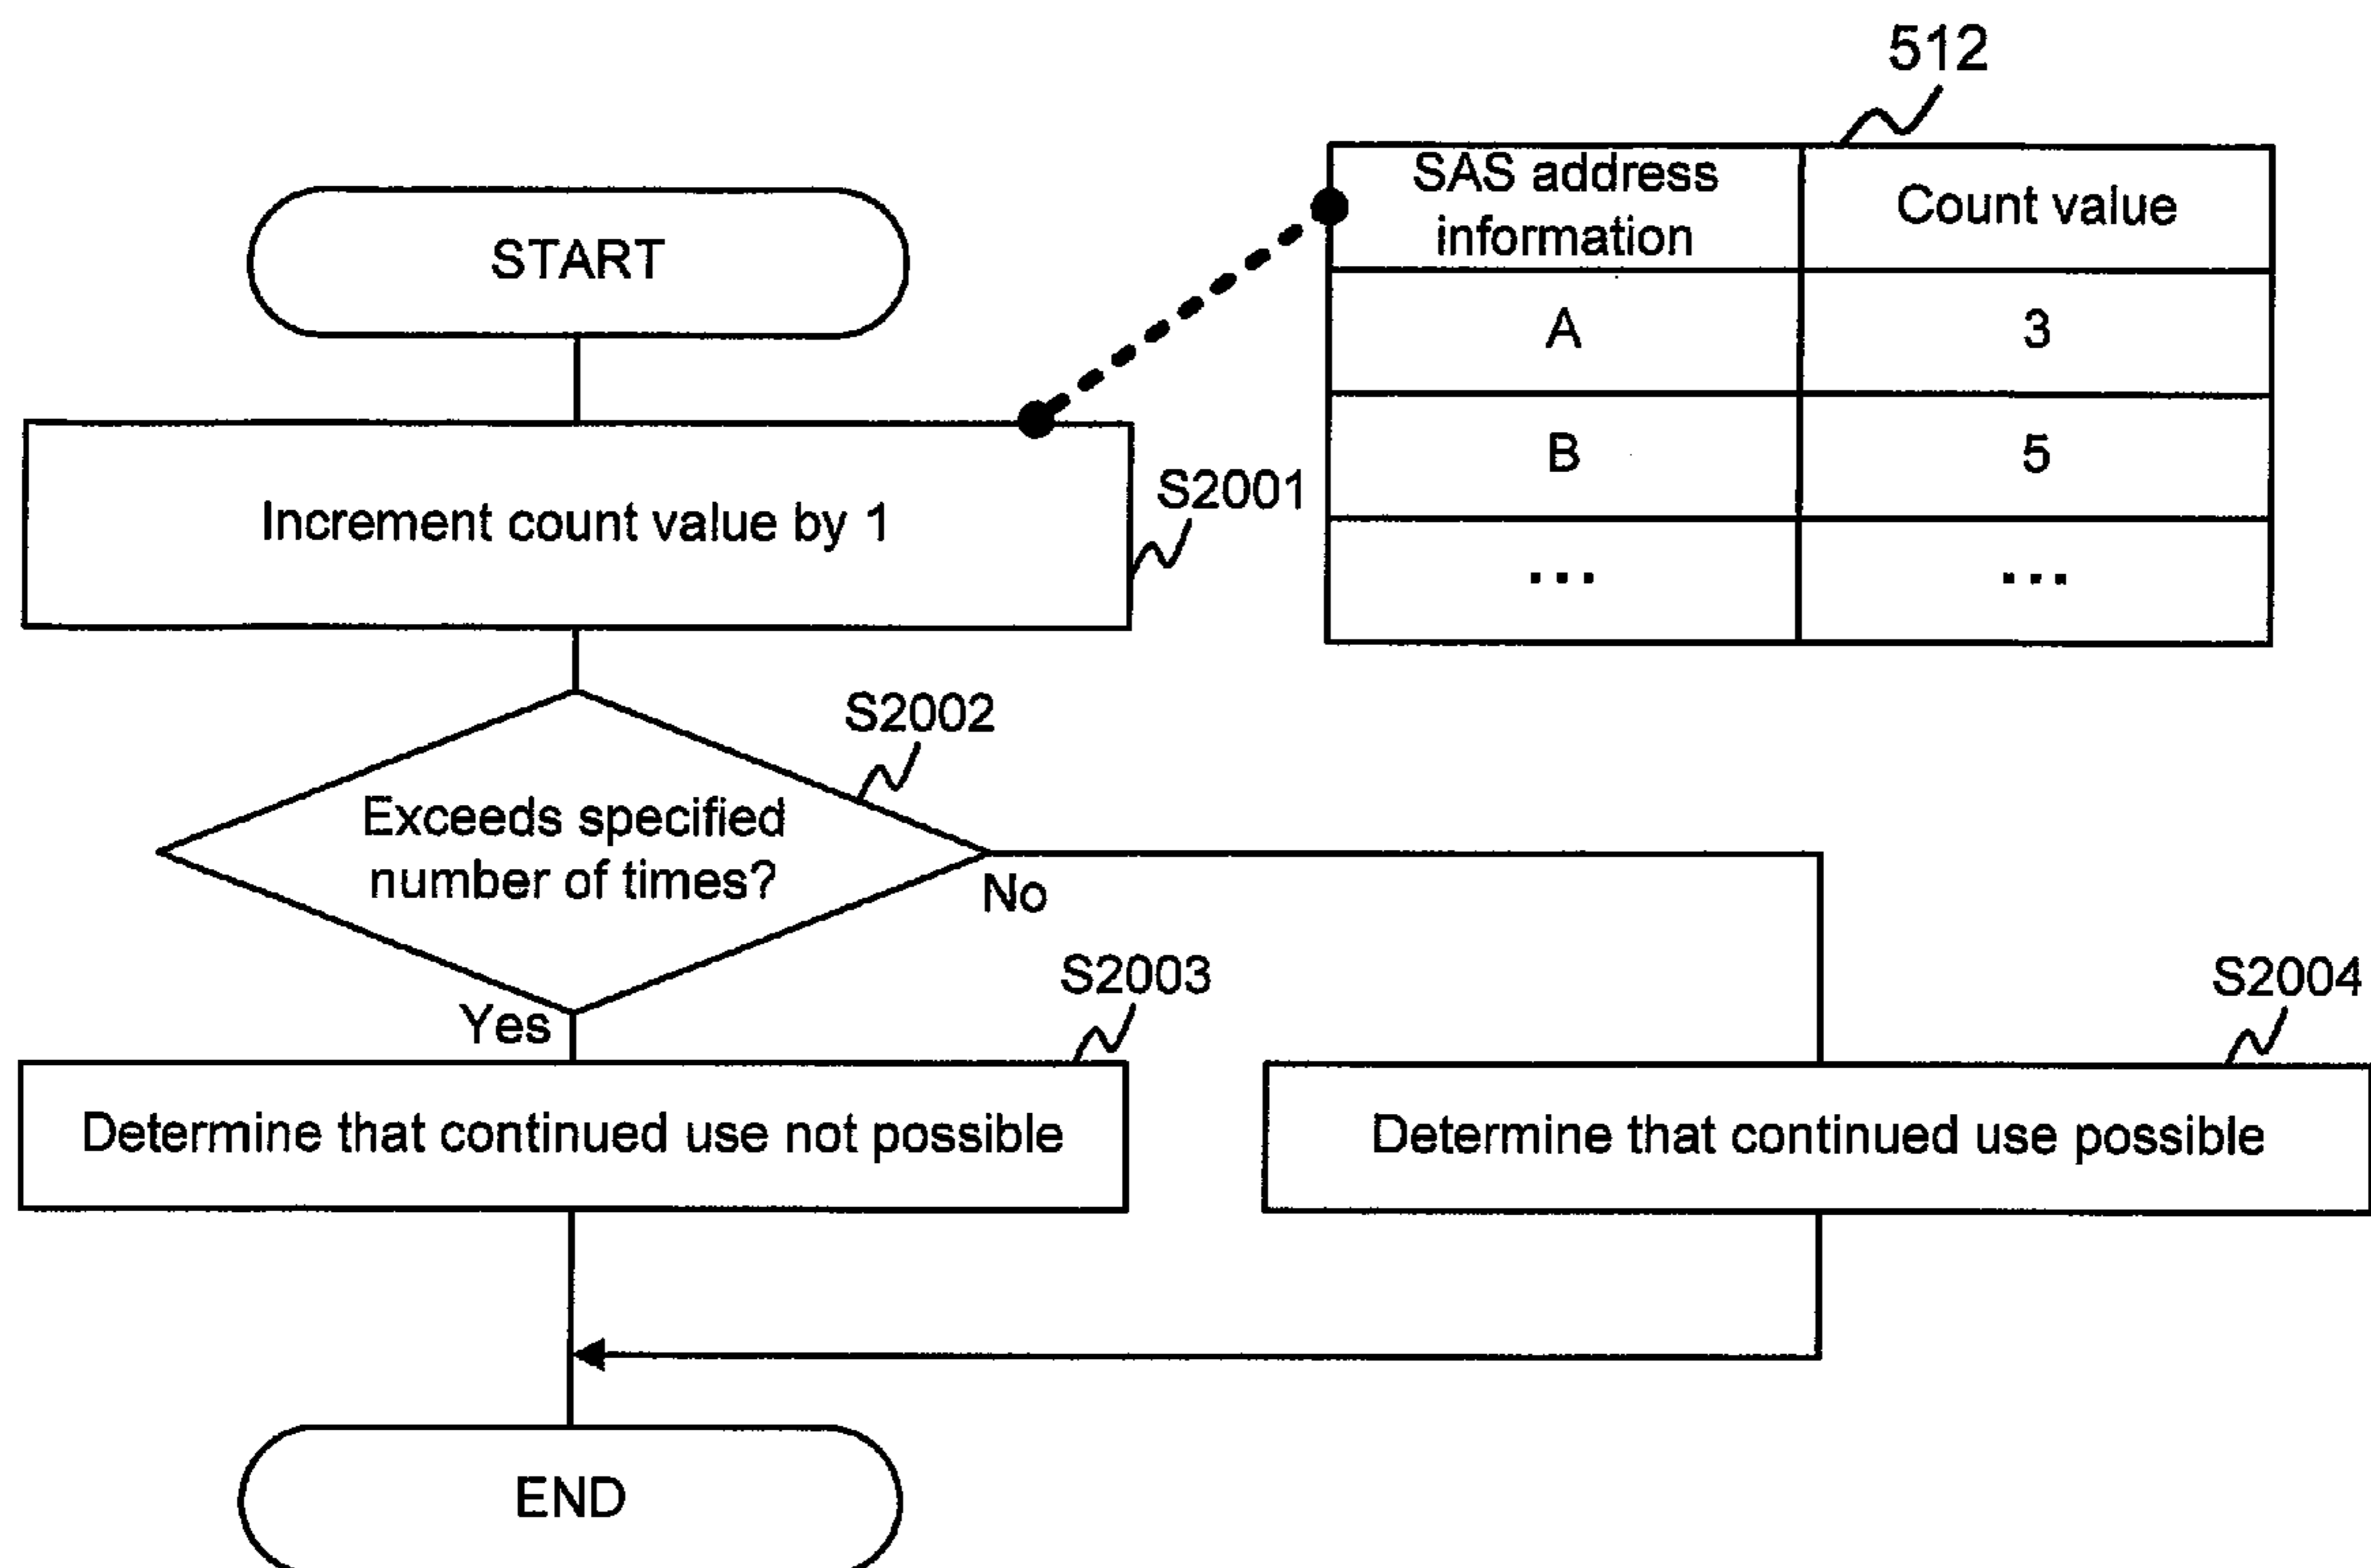 512
SAS address
information
Count value
A
3
B
5
...
...
START
Increment count value by 1
S2001
S2002
Exceeds specified
number of times?
No
Yes
S2003
S2004
Determine that continued use not possible
Determine that continued use possible
END